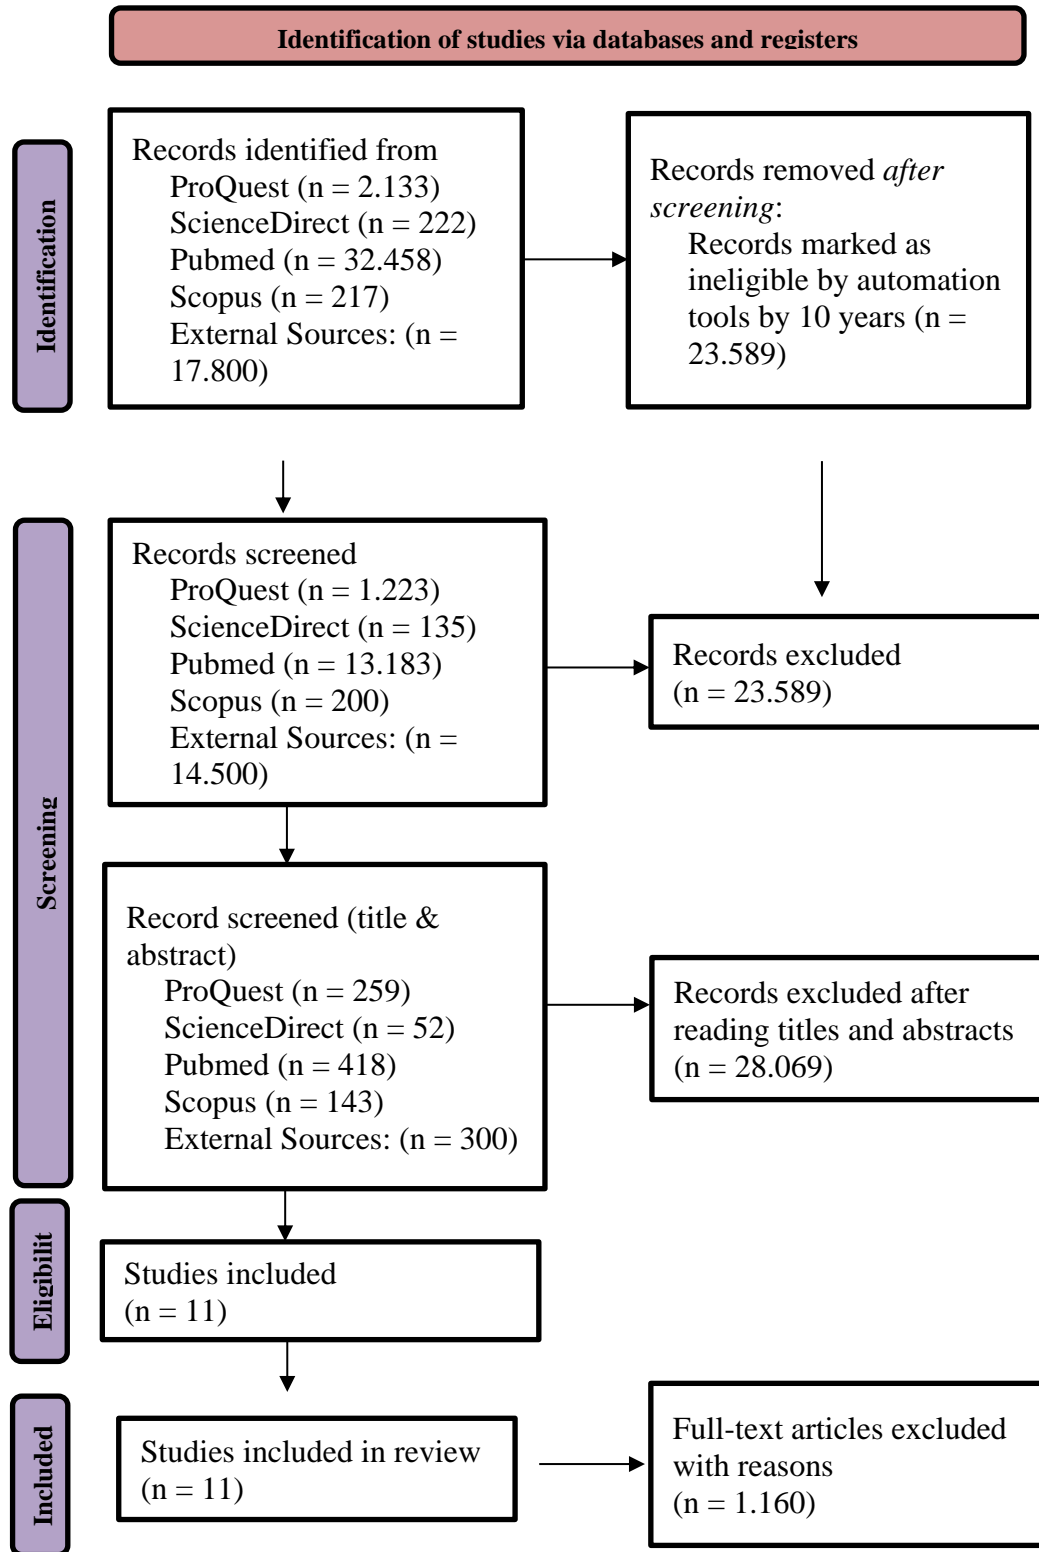 Identification of studies via databases and registers
Identification
Records identified from
ProQuest (n = 2.133)
ScienceDirect (n = 222)
Pubmed (n = 32.458)
Scopus (n = 217)
External Sources: (n =
17.800)
Records removed after
screening:
Records marked as
ineligible by automation
tools by 10 years (n =
23.589)
Screening
Records screened
ProQuest (n = 1.223)
ScienceDirect (n = 135)
Pubmed (n = 13.183)
Scopus (n = 200)
External Sources: (n =
14.500)
Records excluded
(n = 23.589)
Record screened (title &
abstract)
ProQuest (n = 259)
ScienceDirect (n = 52)
Pubmed (n = 418)
Scopus (n = 143)
External Sources: (n = 300)
Records excluded after
reading titles and abstracts
(n = 28.069)
Eligibilit
Studies included
(n = 11)
Included
Studies included in review
(n = 11)
Full-text articles excluded
with reasons
(n = 1.160)